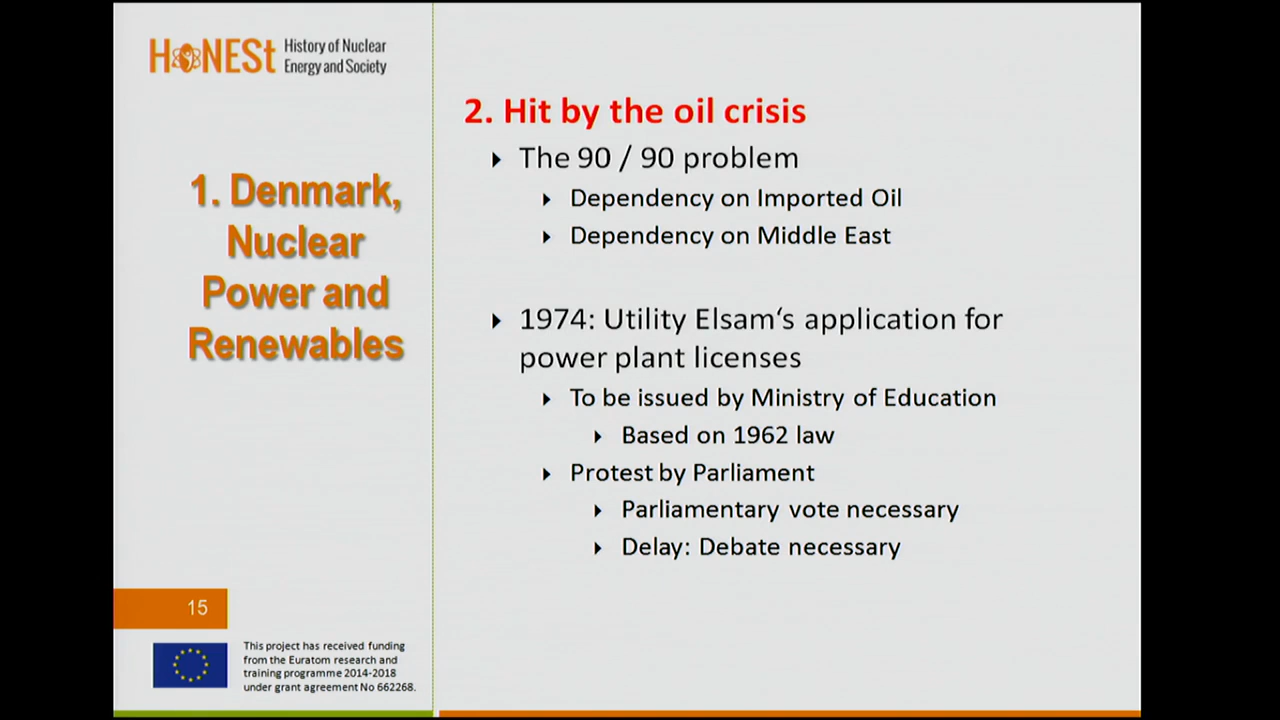 HoNESt
History of Nuclear
Energy and Society
1. Denmark,
Nuclear
Power and
Renewables
15
This project has received funding
from the Euratom research and
training programme 2014-2018
under grant agreement No 662268.
2. Hit by the oil crisis
The 90 / 90 problem
Dependency on Imported Oil
Dependency on Middle East
1974: Utility Elsam‘s application for
power plant licenses
To be issued by Ministry of Education
Based on 1962 law
Protest by Parliament
Parliamentary vote necessary
Delay: Debate necessary